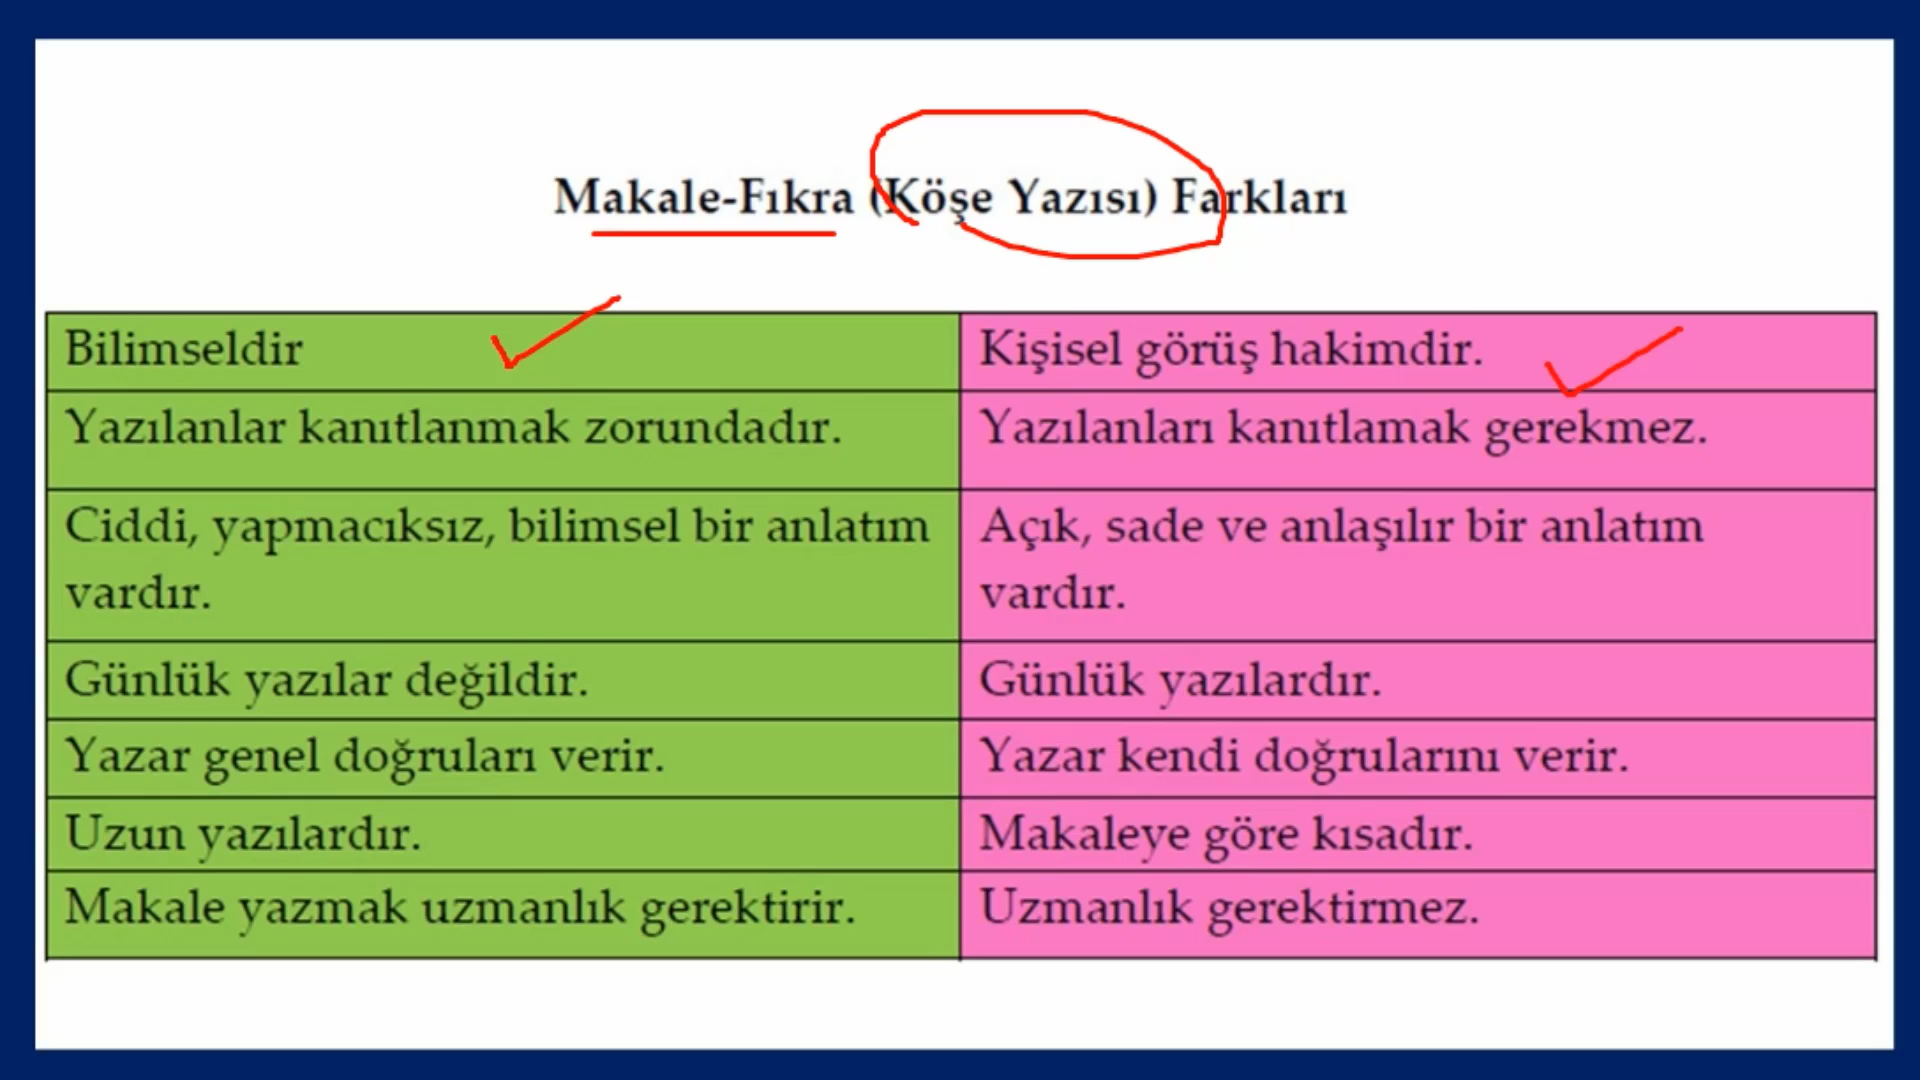 Makale-Fıkra (Köşe Yazısı) Farkları
Bilimseldir
Kişisel görüş hakimdir.
Yazılanlar kanıtlanmak zorundadır.
Yazılanları kanıtlamak gerekmez.
Ciddi, yapmacıksız, bilimsel bir anlatım
vardır.
Açık, sade ve anlaşılır bir anlatım
vardır.
Günlük yazılar değildir.
Günlük yazılardır.
Yazar genel doğruları verir.
Yazar kendi doğrularını verir.
Uzun yazılardır.
Makaleye göre kısadır.
Makale yazmak uzmanlık gerektirir.
Uzmanlık gerektirmez.